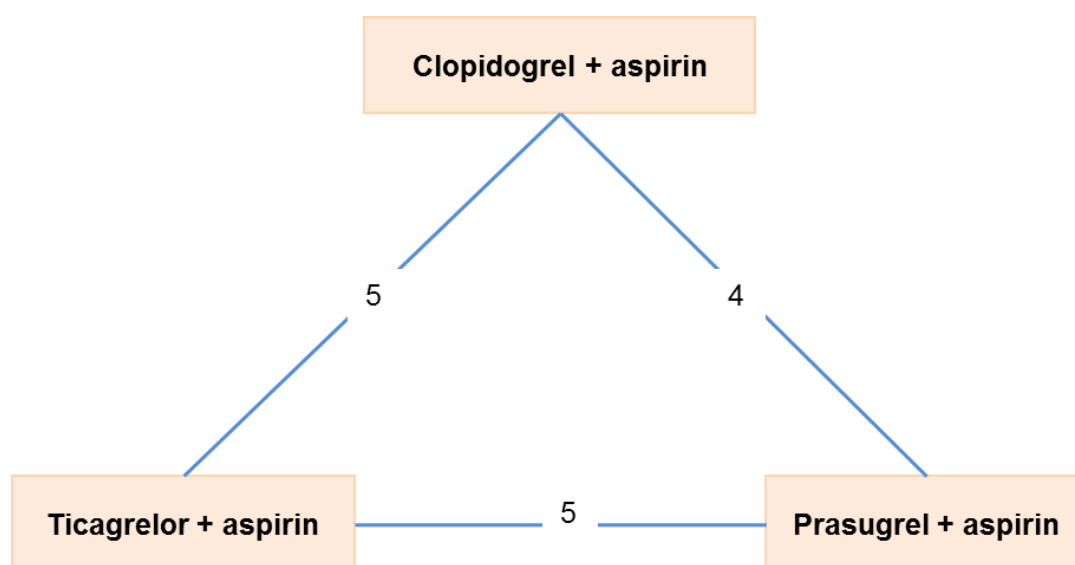 Clopidogrel + aspirin
5
4
5
Ticagrelor + aspirin
Prasugrel + aspirin